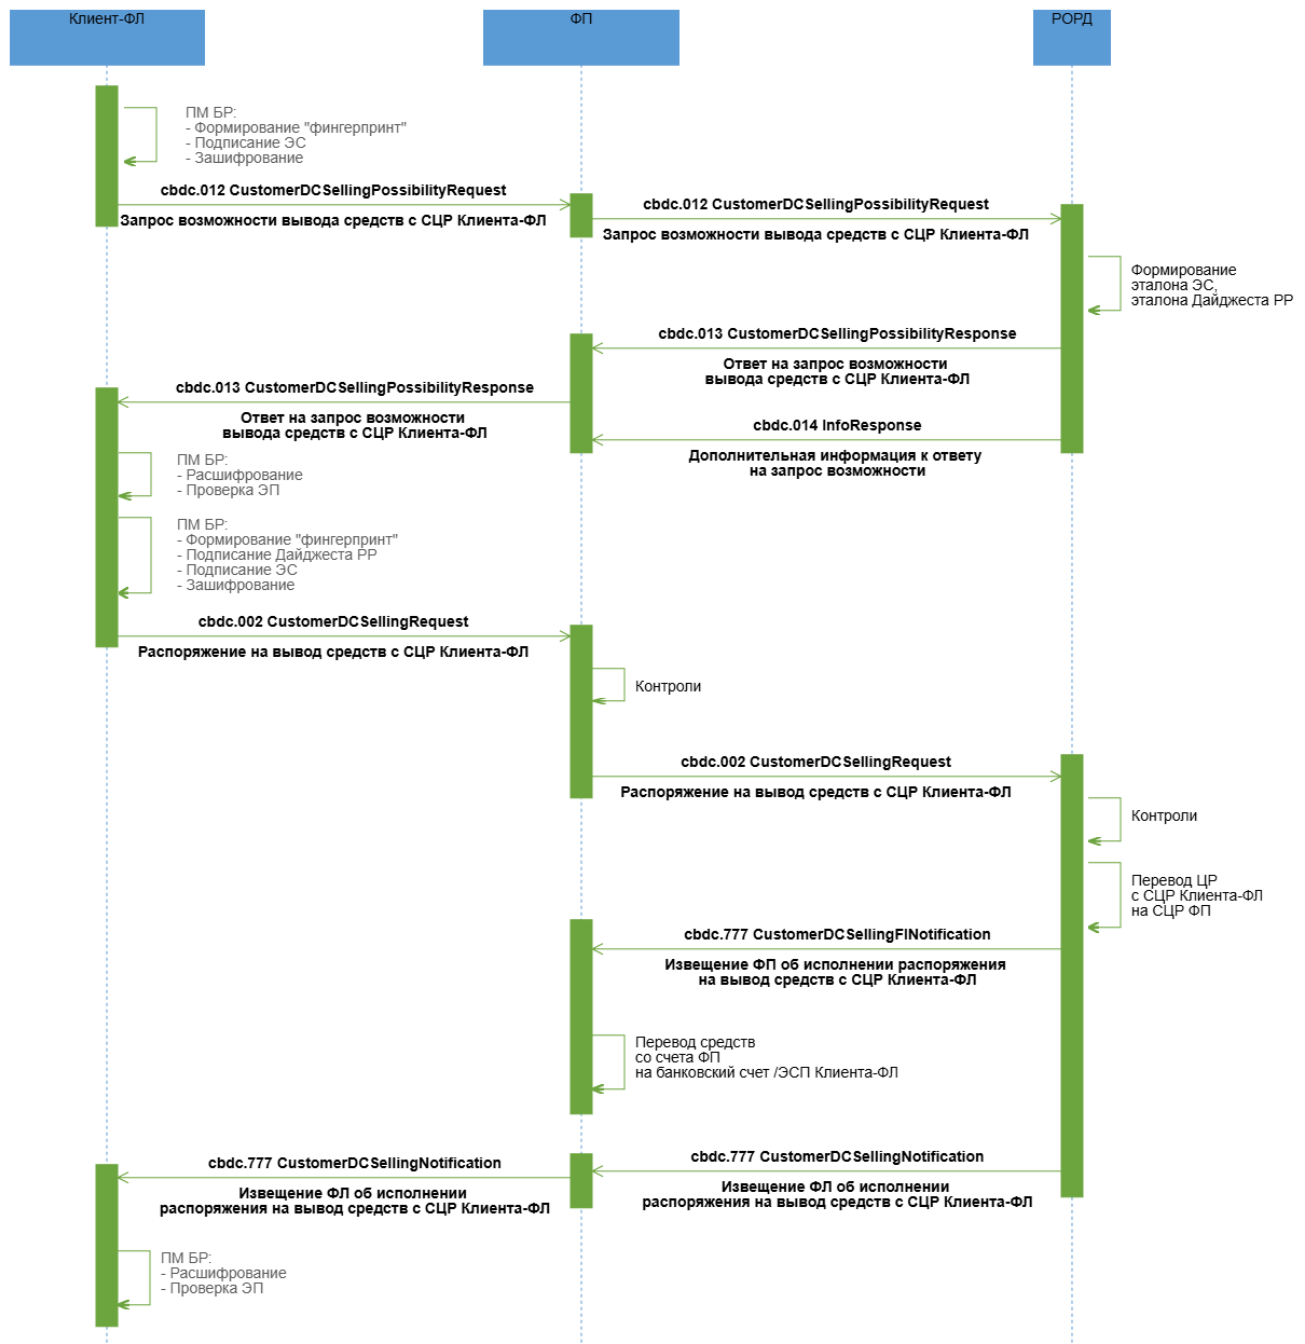 Клиент-ФЛ
ФП
РОРД
ПМ БР:
- Формирование "фингерпринт"
- Подписание ЭС
- Зашифрование
cbdc.012 CustomerDCSellingPossibilityRequest
Запрос возможности вывода средств с СЦР Клиента-ФЛ
cbdc.012 CustomerDCSellingPossibilityRequest
Запрос возможности вывода средств с СЦР Клиента-ФЛ
Формирование
эталона ЭС,
эталона Дайджеста РР
cbdc.013 CustomerDCSellingPossibilityResponse
Ответ на запрос возможности
вывода средств с СЦР Клиента-ФЛ
cbdc.013 CustomerDCSellingPossibilityResponse
Ответ на запрос возможности
вывода средств с СЦР Клиента-ФЛ
cbdc.014 InfoResponse
Дополнительная информация к ответу
на запрос возможности
ПМ БР:
- Расшифрование
- Проверка ЭП
ПМ БР:
- Формирование "фингерпринт"
- Подписание Дайджеста РР
- Подписание ЭС
- Зашифрование
cbdc.002 CustomerDCSellingRequest
Распоряжение на вывод средств с СЦР Клиента-ФЛ
Контроли
cbdc.002 CustomerDCSellingRequest
Распоряжение на вывод средств с СЦР Клиента-ФЛ
Контроли
Перевод ЦР
с СЦР Клиента-ФЛ
на СЦР ФП
cbdc.777 CustomerDCSellingFINotification
Извещение ФП об исполнении распоряжения
на вывод средств с СЦР Клиента-ФЛ
Перевод средств
со счета ФП
на банковский счет /ЭСП Клиента-ФЛ
cbdc.777 CustomerDCSellingNotification
Извещение ФЛ об исполнении
распоряжения на вывод средств с СЦР Клиента-ФЛ
cbdc.777 CustomerDCSellingNotification
Извещение ФЛ об исполнении
распоряжения на вывод средств с СЦР Клиента-ФЛ
ПМ БР:
- Расшифрование
- Проверка ЭП